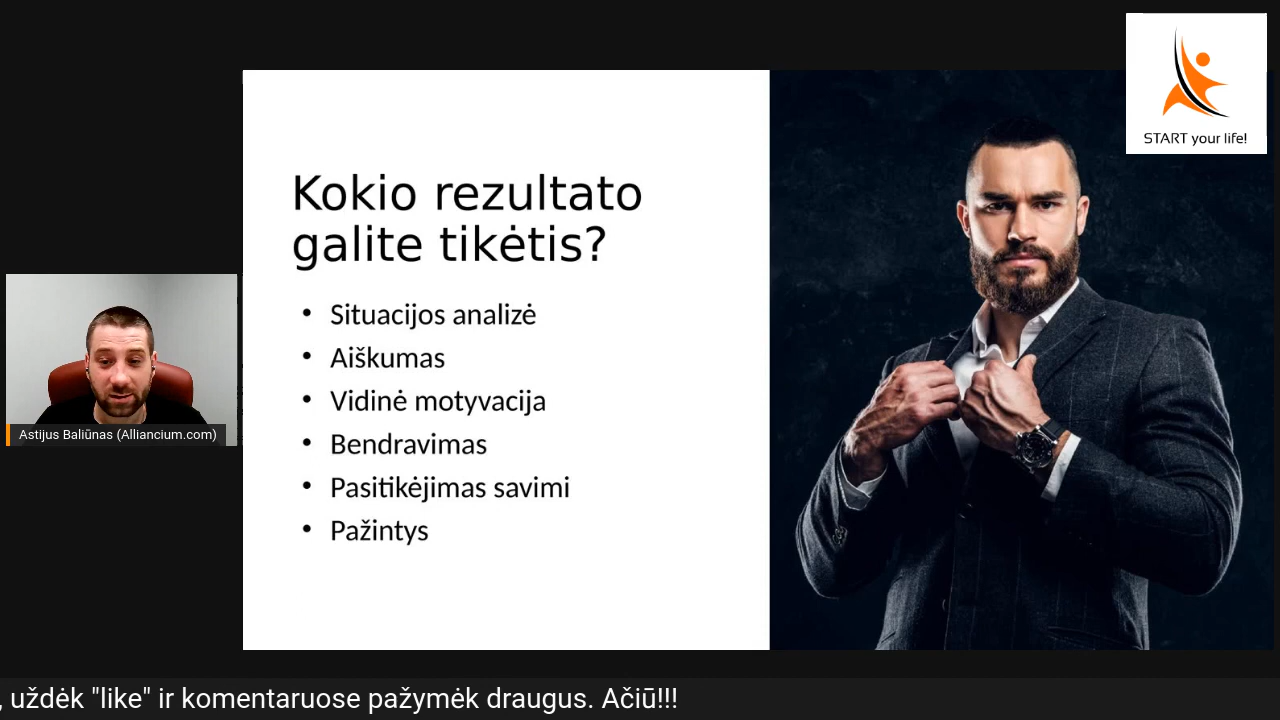 START your life!
Kokio rezultato
galite tikėtis?
• Situacijos analizė
• Aiškumas
• Vidinė motyvacija
• Bendravimas
• Pasitikėjimas savimi
• Pažintys
Astijus Baliūnas (Alliancium.com)
, uždėk "like" ir komentaruose pažymėk draugus. Ačiū!!!